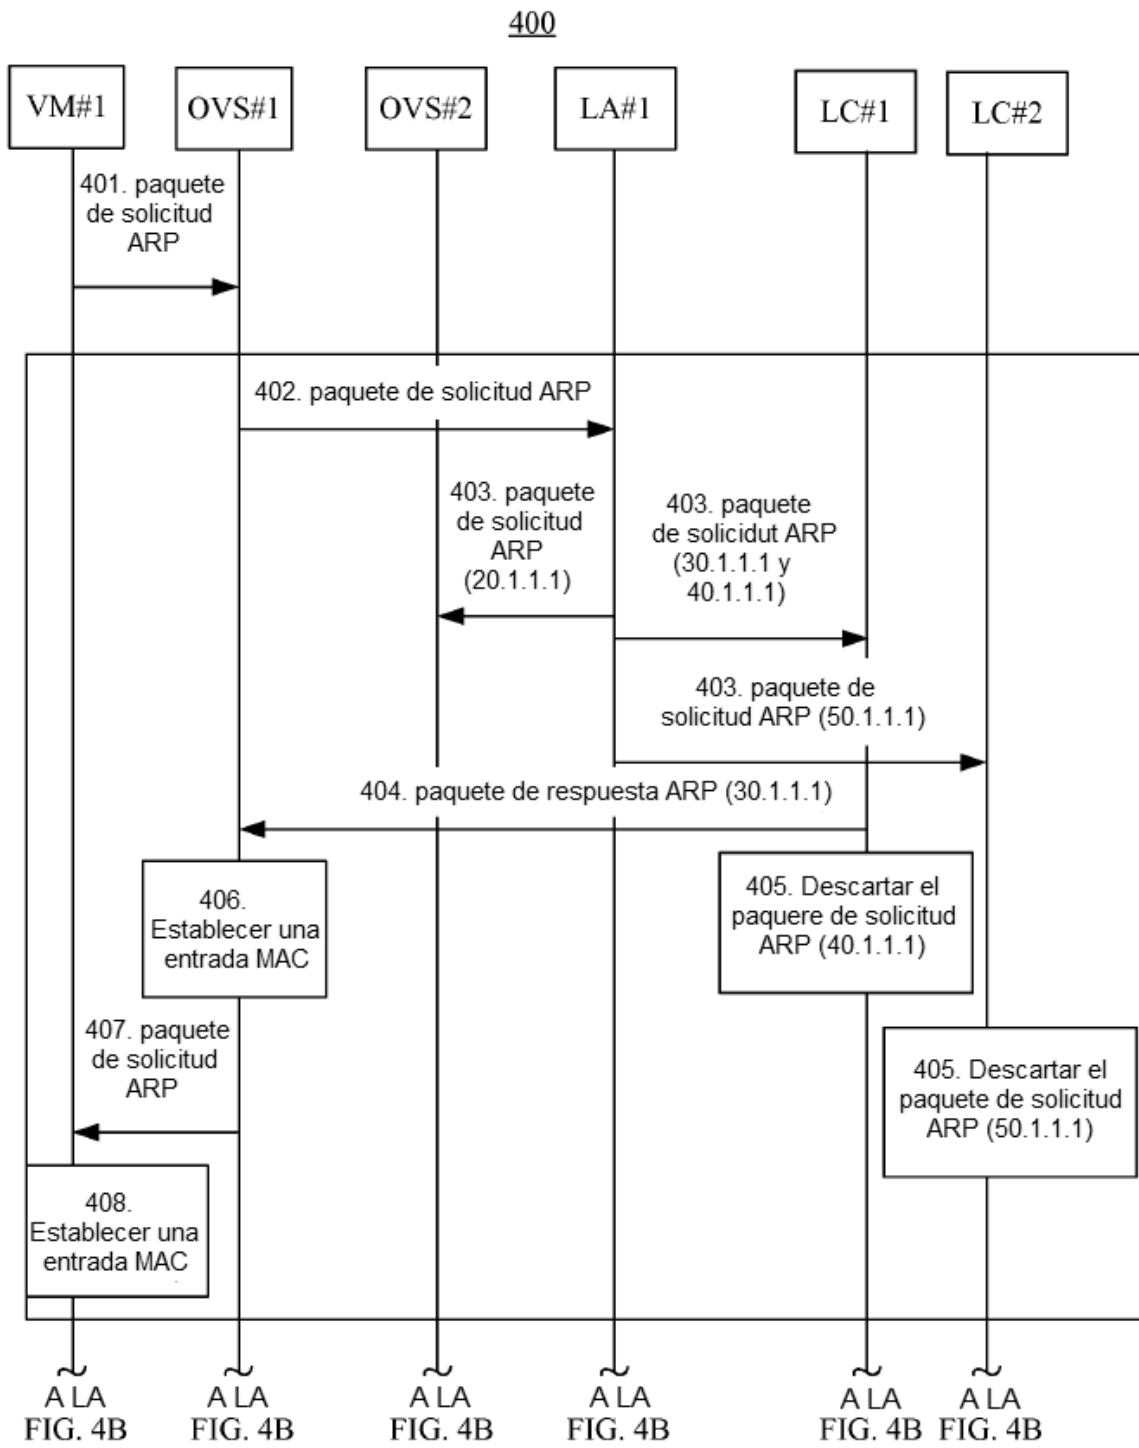 400
VM#1
OVS#1
OVS#2
LA#1
LC#1
LC#2
401. paquete
de solicitud
ARP
402. paquete de solicitud ARP
403. paquete
de solicitud
ARP
(20.1.1.1)
403. paquete
de solicidut ARP
(30.1.1.1 y
40.1.1.1)
403. paquete de
solicitud ARP (50.1.1.1)
404. paquete de respuesta ARP (30.1.1.1)
405. Descartar el
paquere de solicitud
ARP (40.1.1.1)
406.
Establecer una
entrada MAC
407. paquete
de solicitud
ARP
405. Descartar el
paquete de solicitud
ARP (50.1.1.1)
408.
Establecer una
entrada MAC
A LA
FIG. 4B
A LA
FIG. 4B
A LA
FIG. 4B
A LA
FIG. 4B
A LA
FIG. 4B
A LA
FIG. 4B